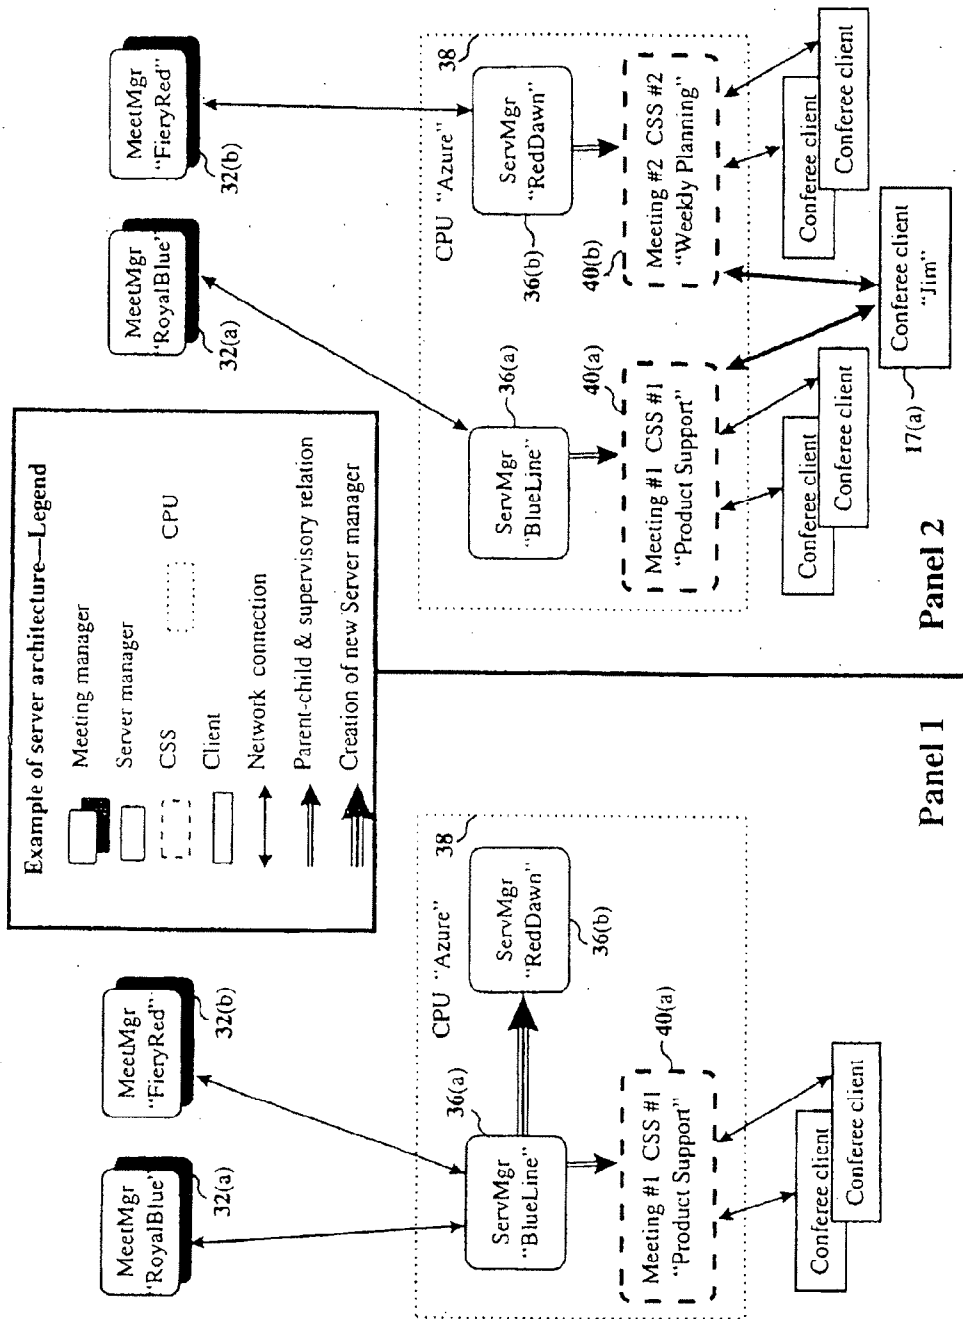 Example of server architecture—Legend
Meeting manager
Server manager
CSS
CPU
Client
Network connection
Parent-child & supervisory relation
Creation of new Server manager
MeetMgr
"RoyalBlue"
32(a)
MeetMgr
"FieryRed"
32(b)
CPU "Azure"
38
36(a)
ServMgr
"BlueLine"
ServMgr
"RedDawn"
36(b)
40(a)
Meeting #1 CSS #1
"Product Support"
Conferee client
Conferee client
Panel 1
MeetMgr
"RoyalBlue"
32(a)
MeetMgr
"FieryRed"
32(b)
CPU "Azure"
38
ServMgr
"BlueLine"
36(a)
ServMgr
"RedDawn"
36(b)
40(a)
Meeting #1 CSS #1
"Product Support"
40(b)
Meeting #2 CSS #2
"Weekly Planning"
Conferee client
Conferee client
Conferee client
Conferee client
17(a)
Conferee client
"Jim"
Panel 2